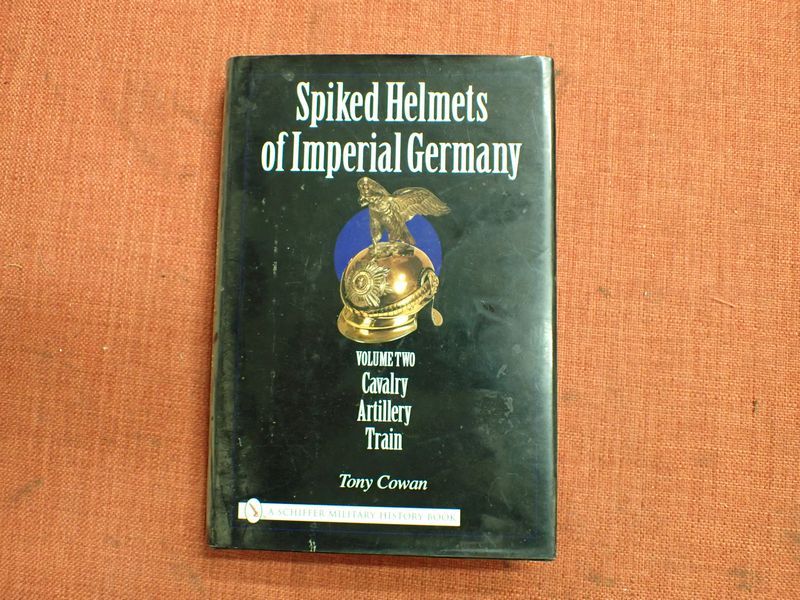 Spiked Helmets
of Imperial Germany
VOLUME TWO
Cavalry
Artillery
Train
Tony Cowan
A SCHIFFER MILITARY HISTORY BOOK